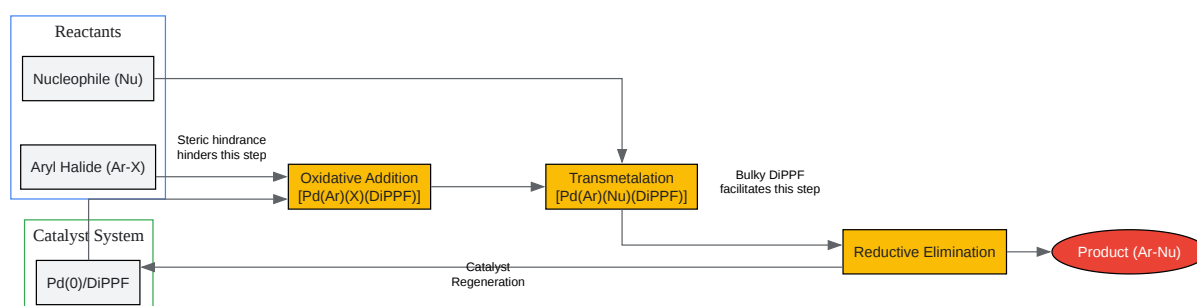 Reactants
Nucleophile (Nu)
Steric hindrance
hinders this step
Aryl Halide (Ar-X)
Oxidative Addition
[Pd(Ar)(X)(DiPPF)]
Transmetalation
[Pd(Ar)(Nu)(DiPPF)]
Bulky DiPPF
facilitates this step
Catalyst System
Pd(0)/DiPPF
Catalyst
Regeneration
Reductive Elimination
Product (Ar-Nu)